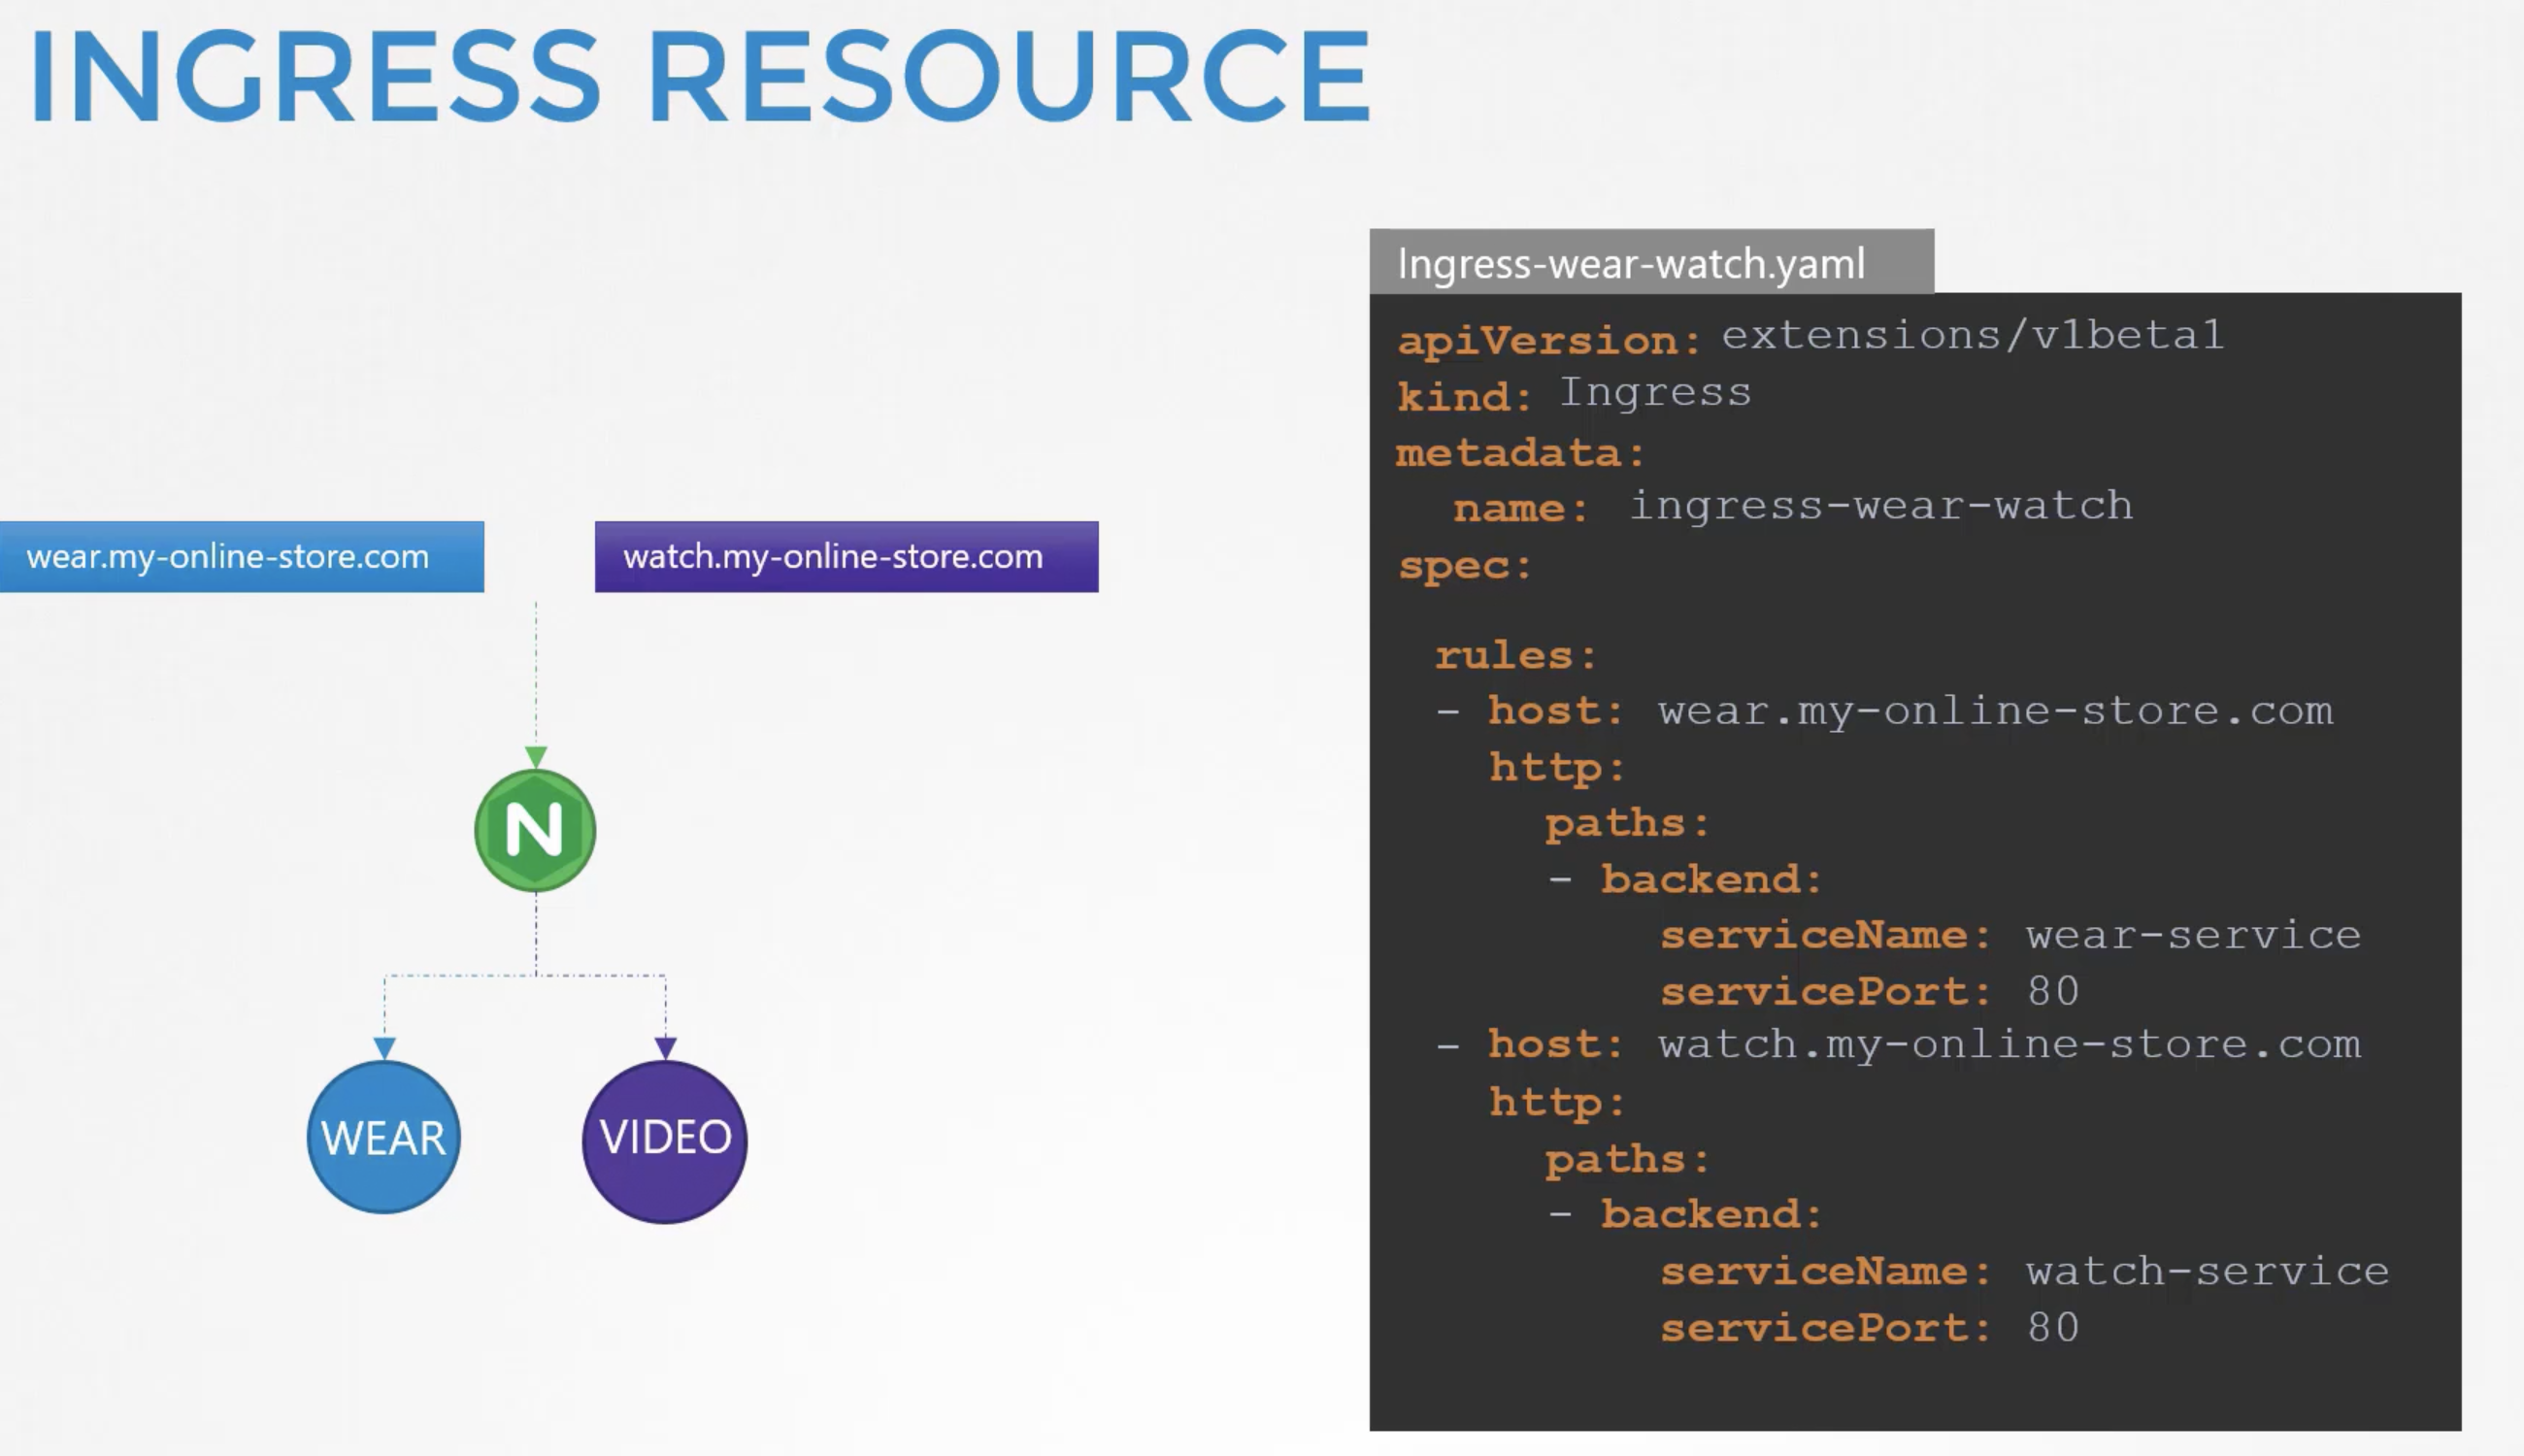 INGRESS RESOURCE
wear.my-online-store.com
watch.my-online-store.com
N
WEAR
VIDEO
Ingress-wear-watch.yaml
apiVersion: extensions/v1beta1
kind: Ingress
metadata:
  name: ingress-wear-watch
spec:
  rules:
  - host: wear.my-online-store.com
    http:
      paths:
      - backend:
          serviceName: wear-service
          servicePort: 80
  - host: watch.my-online-store.com
    http:
      paths:
      - backend:
          serviceName: watch-service
          servicePort: 80